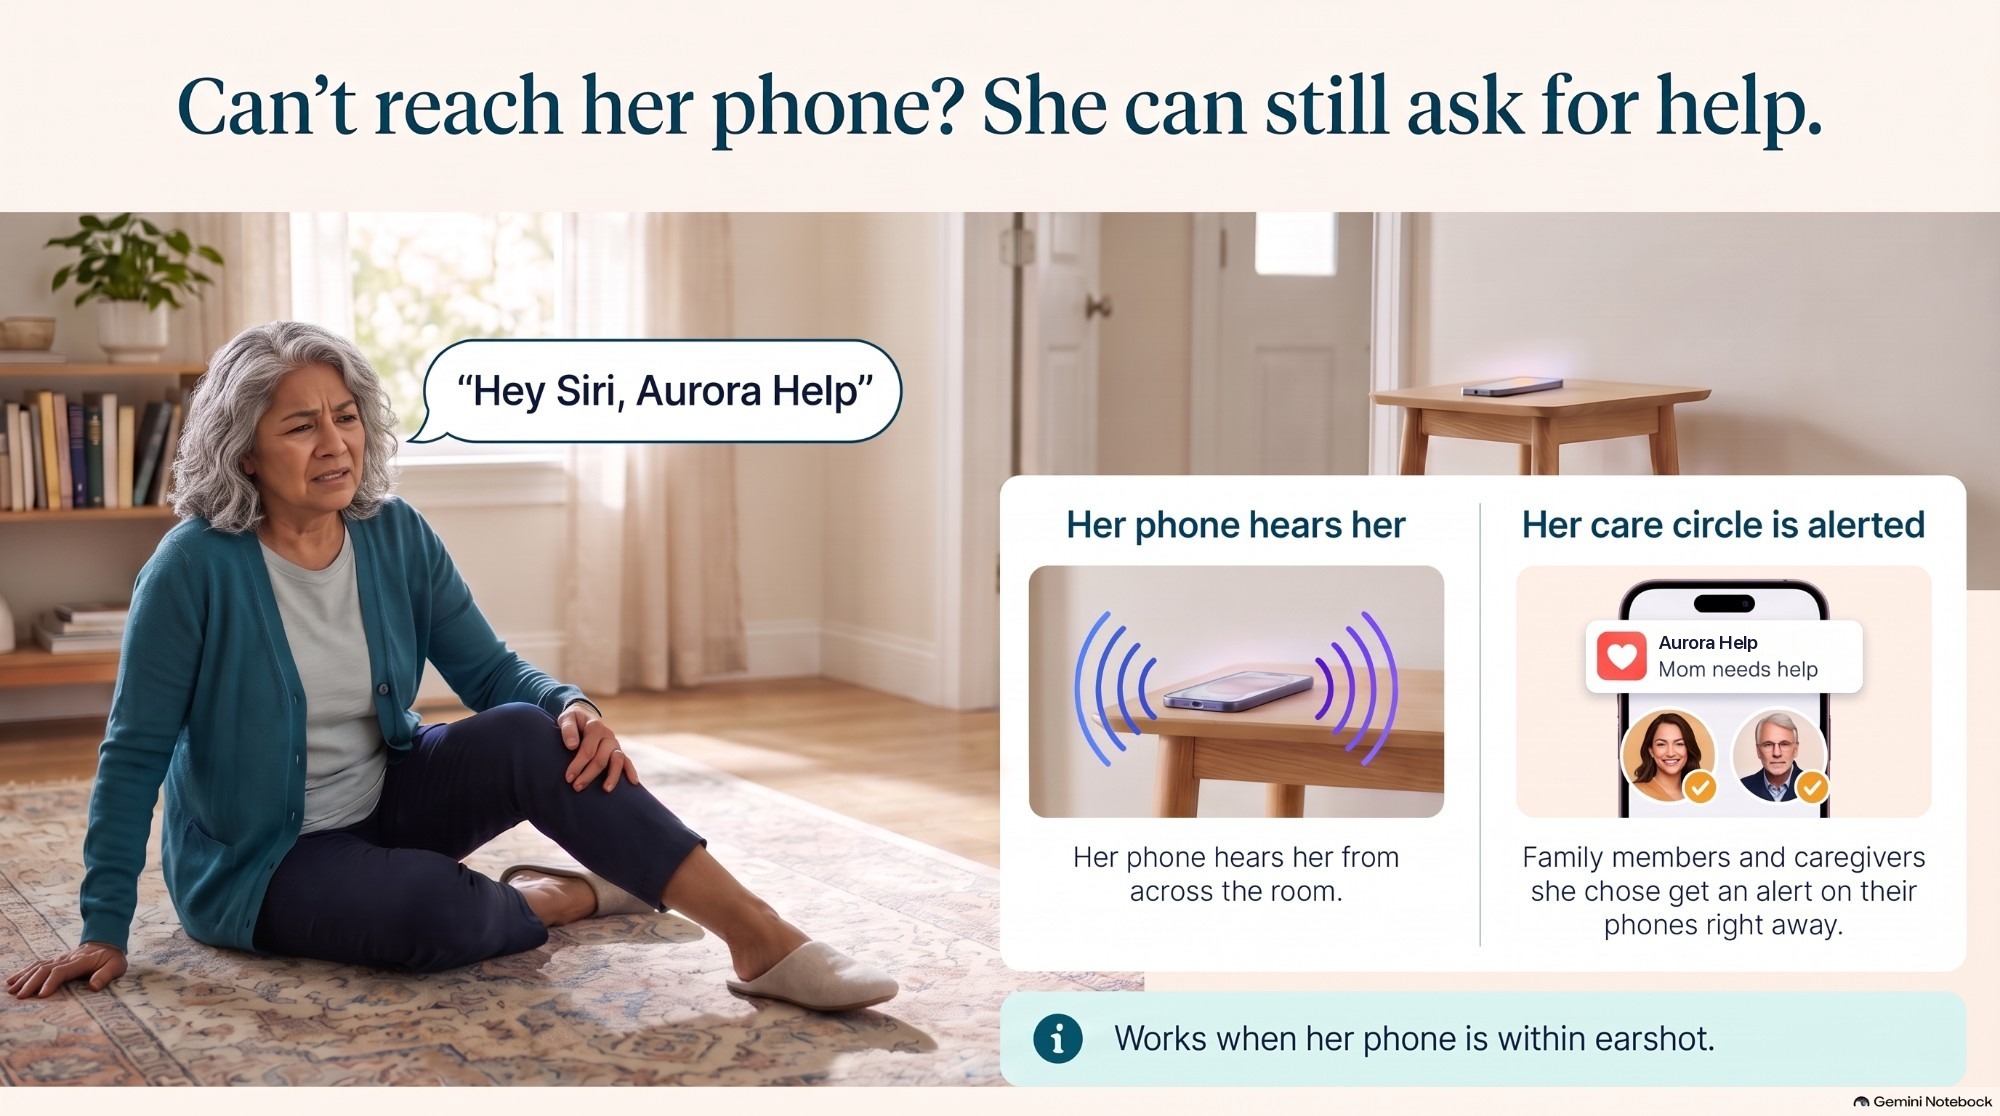 Can’t reach her phone? She can still ask for help.
“Hey Siri, Aurora Help”
Her phone hears her
Her phone hears her from
across the room.
Her care circle is alerted
Aurora Help
Mom needs help
Family members and caregivers
she chose get an alert on their
phones right away.
i
Works when her phone is within earshot.
Gemini Notebock